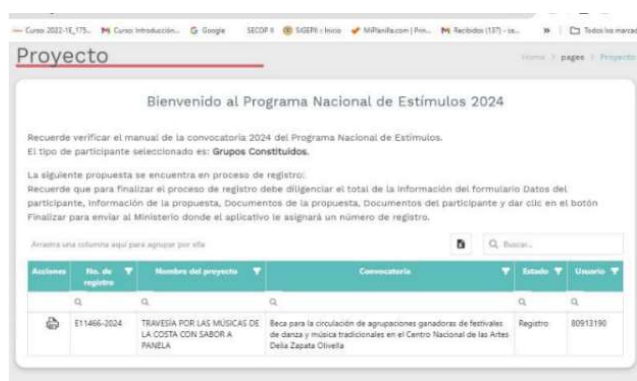 Curso 2022-1E_175... Curso Introducción... Google SECOP II SIGEPII : Inicio MiPlanilla.com | Prin... Recibidos (137) - se... » Todos los marcad
Proyecto
Home pages Proyecto
Bienvenido al Programa Nacional de Estímulos 2024
Recuerde verificar el manual de la convocatoria 2024 del Programa Nacional de Estímulos.
El tipo de participante seleccionado es: Grupos Constituidos.
La siguiente propuesta se encuentra en proceso de registro:
Recuerde que para finalizar el proceso de registro debe diligenciar el total de la información del formulario Datos del
participante, Información de la propuesta, Documentos de la propuesta, Documentos del participante y dar clic en el botón
Finalizar para enviar al Ministerio donde el aplicativo le asignará un número de registro.
Arrastra una columna aquí para agrupar por ella
Buscar...
Acciones No. de registro Nombre del proyecto Convocatoria Estado Usuario
E11466-2024 TRAVESÍA POR LAS MÚSICAS DE Beca para la circulación de agrupaciones ganadoras de festivales Registro 80913190
LA COSTA CON SABOR A de danza y música tradicionales en el Centro Nacional de las Artes
PANELA Delia Zapata Olivella